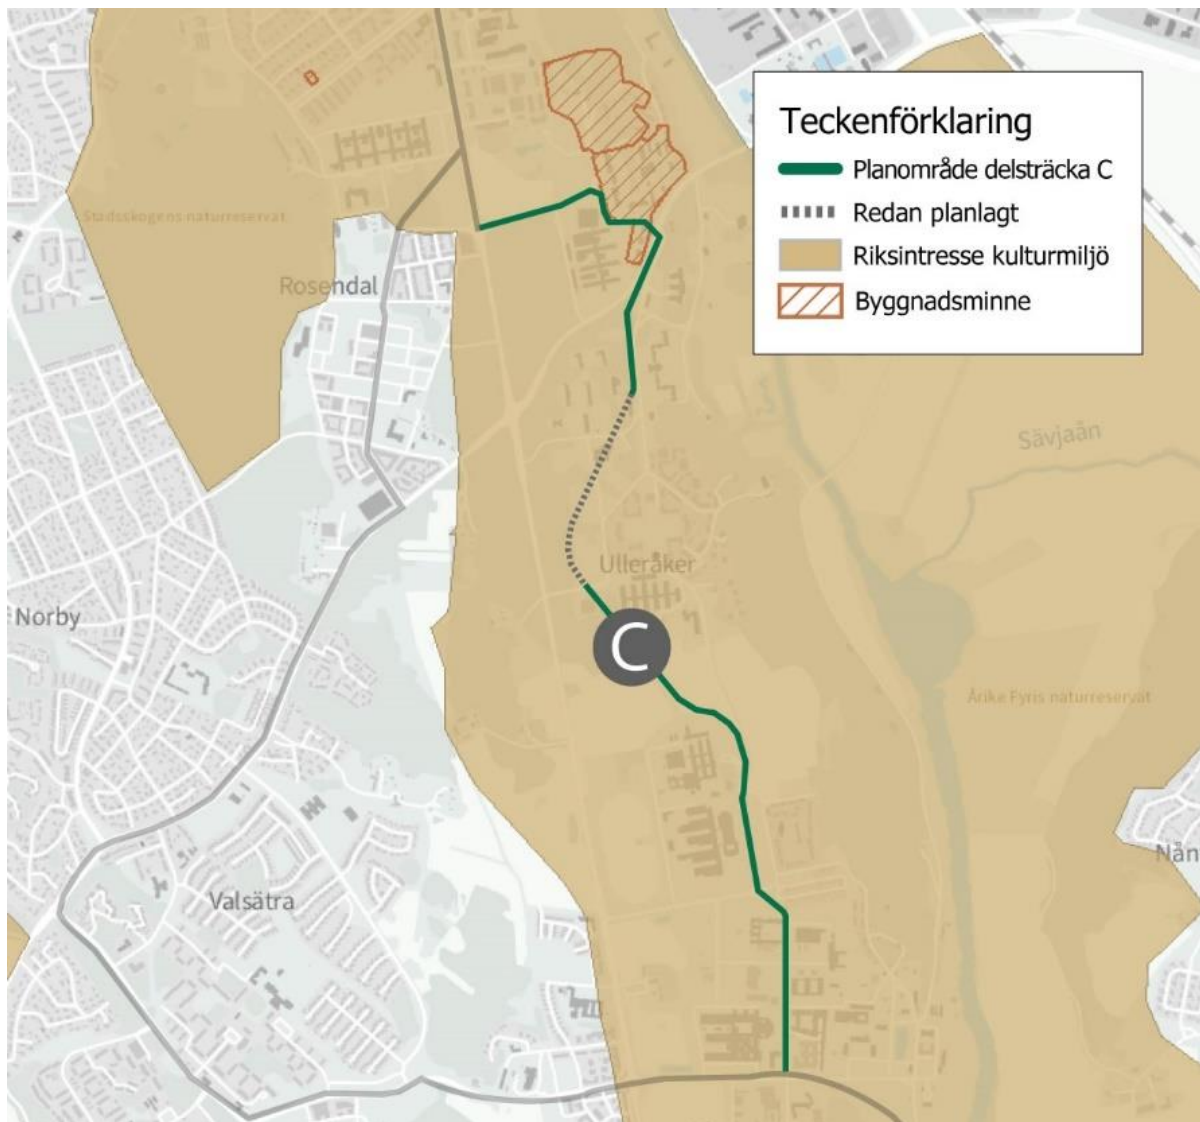 Teckenförklaring
Planområde delsträcka C
Redan planlagt
Riksintresse kulturmiljö
Byggnadsminne
Stadsskogens naturreservat
Rosendal
Sävjaån
Ulleråker
Norby
C
Årike Fyris naturreservat
Nån
Valsätra